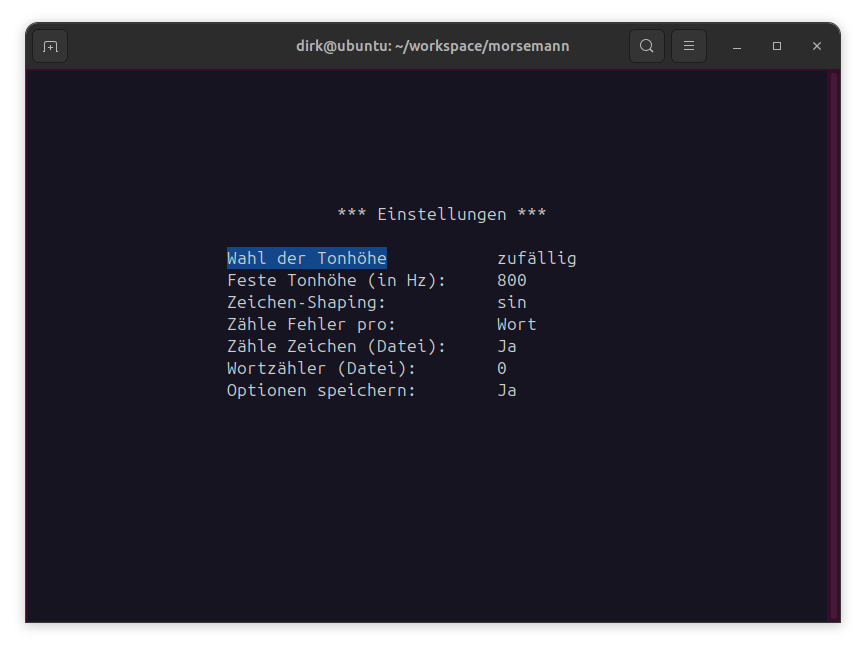 dirk@ubuntu: ~/workspace/morsemann
*** Einstellungen ***
Wahl der Tonhöhe zufällig
Feste Tonhöhe (in Hz): 800
Zeichen-Shaping: sin
Zähle Fehler pro: Wort
Zähle Zeichen (Datei): Ja
Wortzähler (Datei): 0
Optionen speichern: Ja